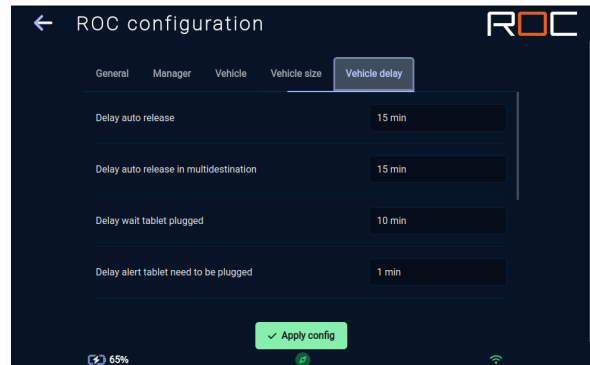 ROC configuration
ROC
General Manager Vehicle Vehicle size Vehicle delay
Delay auto release 15 min
Delay auto release in multidestination 15 min
Delay wait tablet plugged 10 min
Delay alert tablet need to be plugged 1 min
Apply config
65%